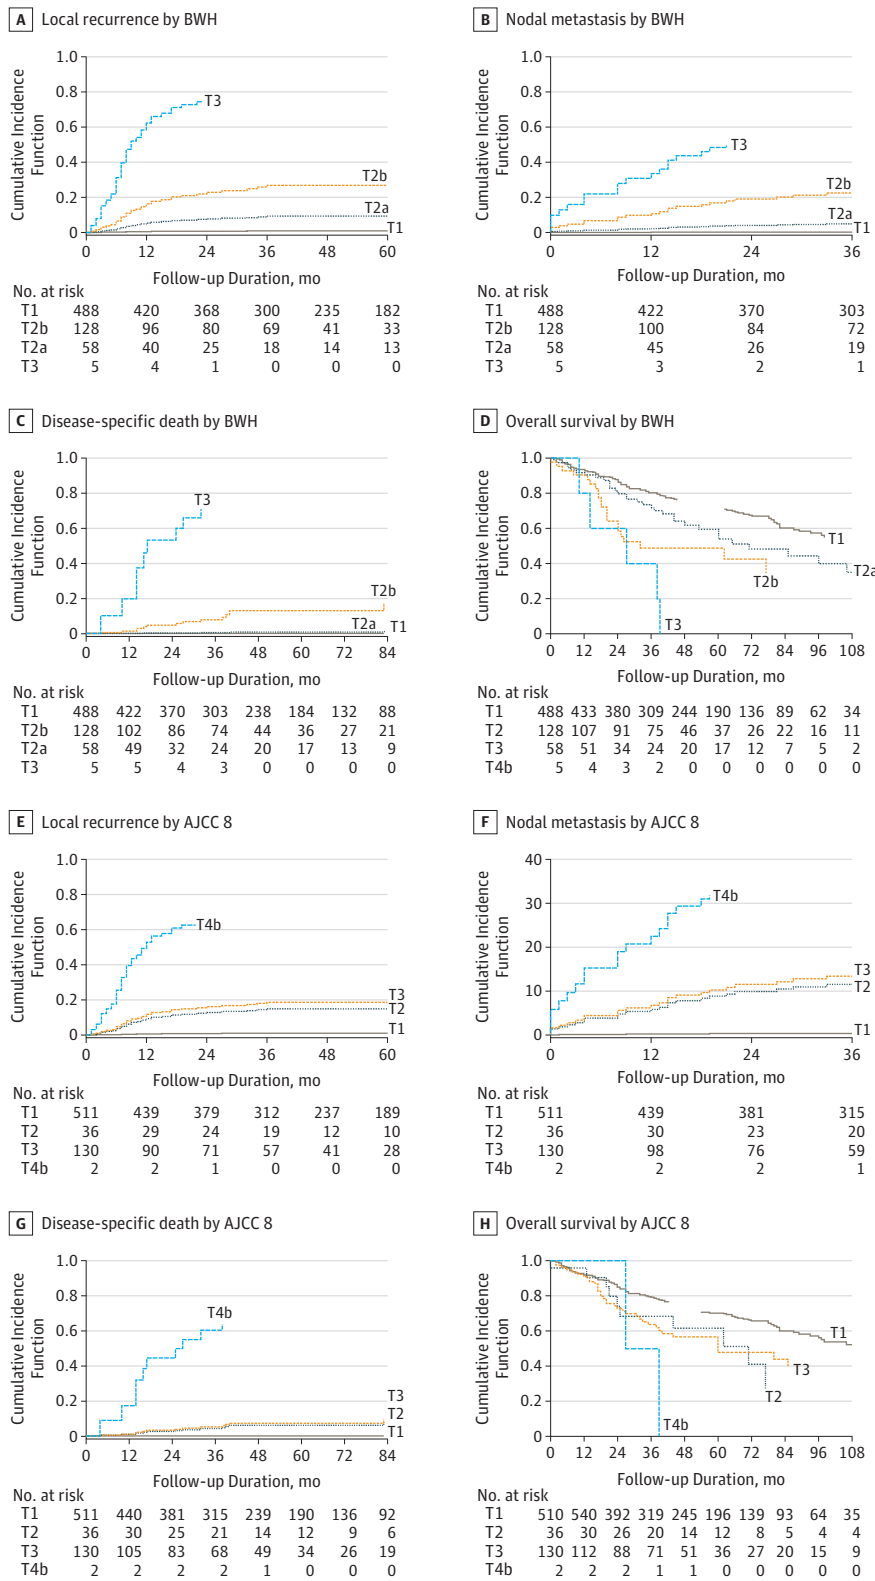 A Local recurrence by BWH
Cumulative Incidence Function
1.0
0.8
0.6
0.4
0.2
0
T3
T2b
T2a
T1
0 12 24 36 48 60
Follow-up Duration, mo
No. at risk
T1 488 420 368 300 235 182
T2b 128 96 80 69 41 33
T2a 58 40 25 18 14 13
T3 5 4 1 0 0 0
B Nodal metastasis by BWH
Cumulative Incidence Function
1.0
0.8
0.6
0.4
0.2
0
T3
T2b
T2a
T1
0 12 24 36
Follow-up Duration, mo
No. at risk
T1 488 422 370 303
T2b 128 100 84 72
T2a 58 45 26 19
T3 5 3 2 1
C Disease-specific death by BWH
Cumulative Incidence Function
1.0
0.8
0.6
0.4
0.2
0
T3
T2b
T2a T1
0 12 24 36 48 60 72 84
Follow-up Duration, mo
No. at risk
T1 488 422 370 303 238 184 132 88
T2b 128 102 86 74 44 36 27 21
T2a 58 49 32 24 20 17 13 9
T3 5 5 4 3 0 0 0 0
D Overall survival by BWH
Cumulative Incidence Function
1.0
0.8
0.6
0.4
0.2
0
T1
T2a
T2b
T3
0 12 24 36 48 60 72 84 96 108
Follow-up Duration, mo
No. at risk
T1 488 433 380 309 244 190 136 89 62 34
T2 128 107 91 75 46 37 26 22 16 11
T3 58 51 34 24 20 17 12 7 5 2
T4b 5 4 3 2 0 0 0 0 0 0
E Local recurrence by AJCC 8
Cumulative Incidence Function
1.0
0.8
0.6
0.4
0.2
0
T4b
T3
T2
T1
0 12 24 36 48 60
Follow-up Duration, mo
No. at risk
T1 511 439 379 312 237 189
T2 36 29 24 19 12 10
T3 130 90 71 57 41 28
T4b 2 2 1 0 0 0
F Nodal metastasis by AJCC 8
Cumulative Incidence Function
40
30
20
10
0
T4b
T3
T2
T1
0 12 24 36
Follow-up Duration, mo
No. at risk
T1 511 439 381 315
T2 36 30 23 20
T3 130 98 76 59
T4b 2 2 2 1
G Disease-specific death by AJCC 8
Cumulative Incidence Function
1.0
0.8
0.6
0.4
0.2
0
T4b
T3
T2
T1
0 12 24 36 48 60 72 84
Follow-up Duration, mo
No. at risk
T1 511 440 381 315 239 190 136 92
T2 36 30 25 21 14 12 9 6
T3 130 105 83 68 49 34 26 19
T4b 2 2 2 2 1 0 0 0
H Overall survival by AJCC 8
Cumulative Incidence Function
1.0
0.8
0.6
0.4
0.2
0
T1
T3
T2
T4b
0 12 24 36 48 60 72 84 96 108
Follow-up Duration, mo
No. at risk
T1 510 540 392 319 245 196 139 93 64 35
T2 36 30 26 20 14 12 8 5 4 4
T3 130 112 88 71 51 36 27 20 15 9
T4b 2 2 2 1 1 0 0 0 0 0